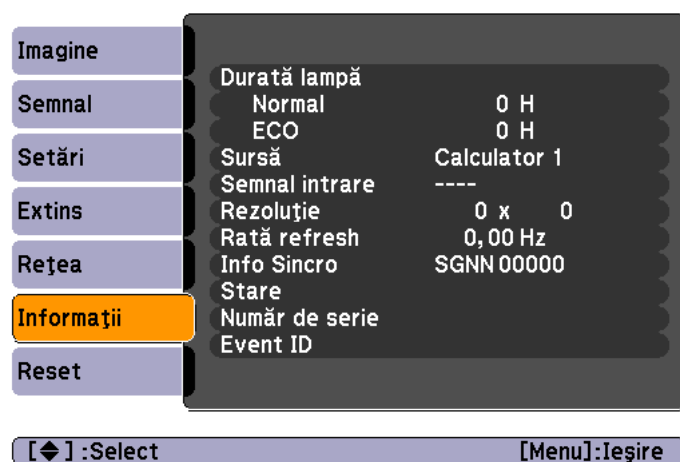 Imagine
Semnal
Setări
Extins
Reţea
Informaţii
Reset
Durată lampă
Normal 0 H
ECO 0 H
Sursă Calculator 1
Semnal intrare ----
Rezoluţie 0 x 0
Rată refresh 0,00 Hz
Info Sincro SGNN 00000
Stare
Număr de serie
Event ID
[◆] :Select [Menu]:Ieşire